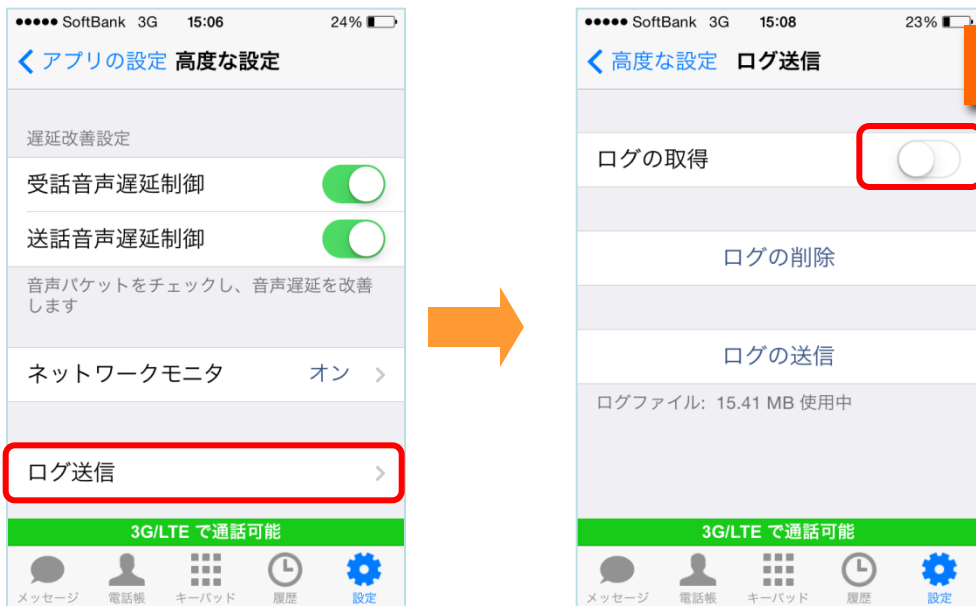 ●●●●● SoftBank 3G 15:06 24%
アプリの設定 高度な設定
遅延改善設定
受話音声遅延制御
送話音声遅延制御
音声パケットをチェックし、音声遅延を改善
します
ネットワークモニタ オン
ログ送信
3G/LTE で通話可能
メッセージ 電話帳 キーパッド 履歴 設定
●●●●● SoftBank 3G 15:08 23%
高度な設定 ログ送信
ログの取得
ログの削除
ログの送信
ログファイル: 15.41 MB 使用中
3G/LTE で通話可能
メッセージ 電話帳 キーパッド 履歴 設定